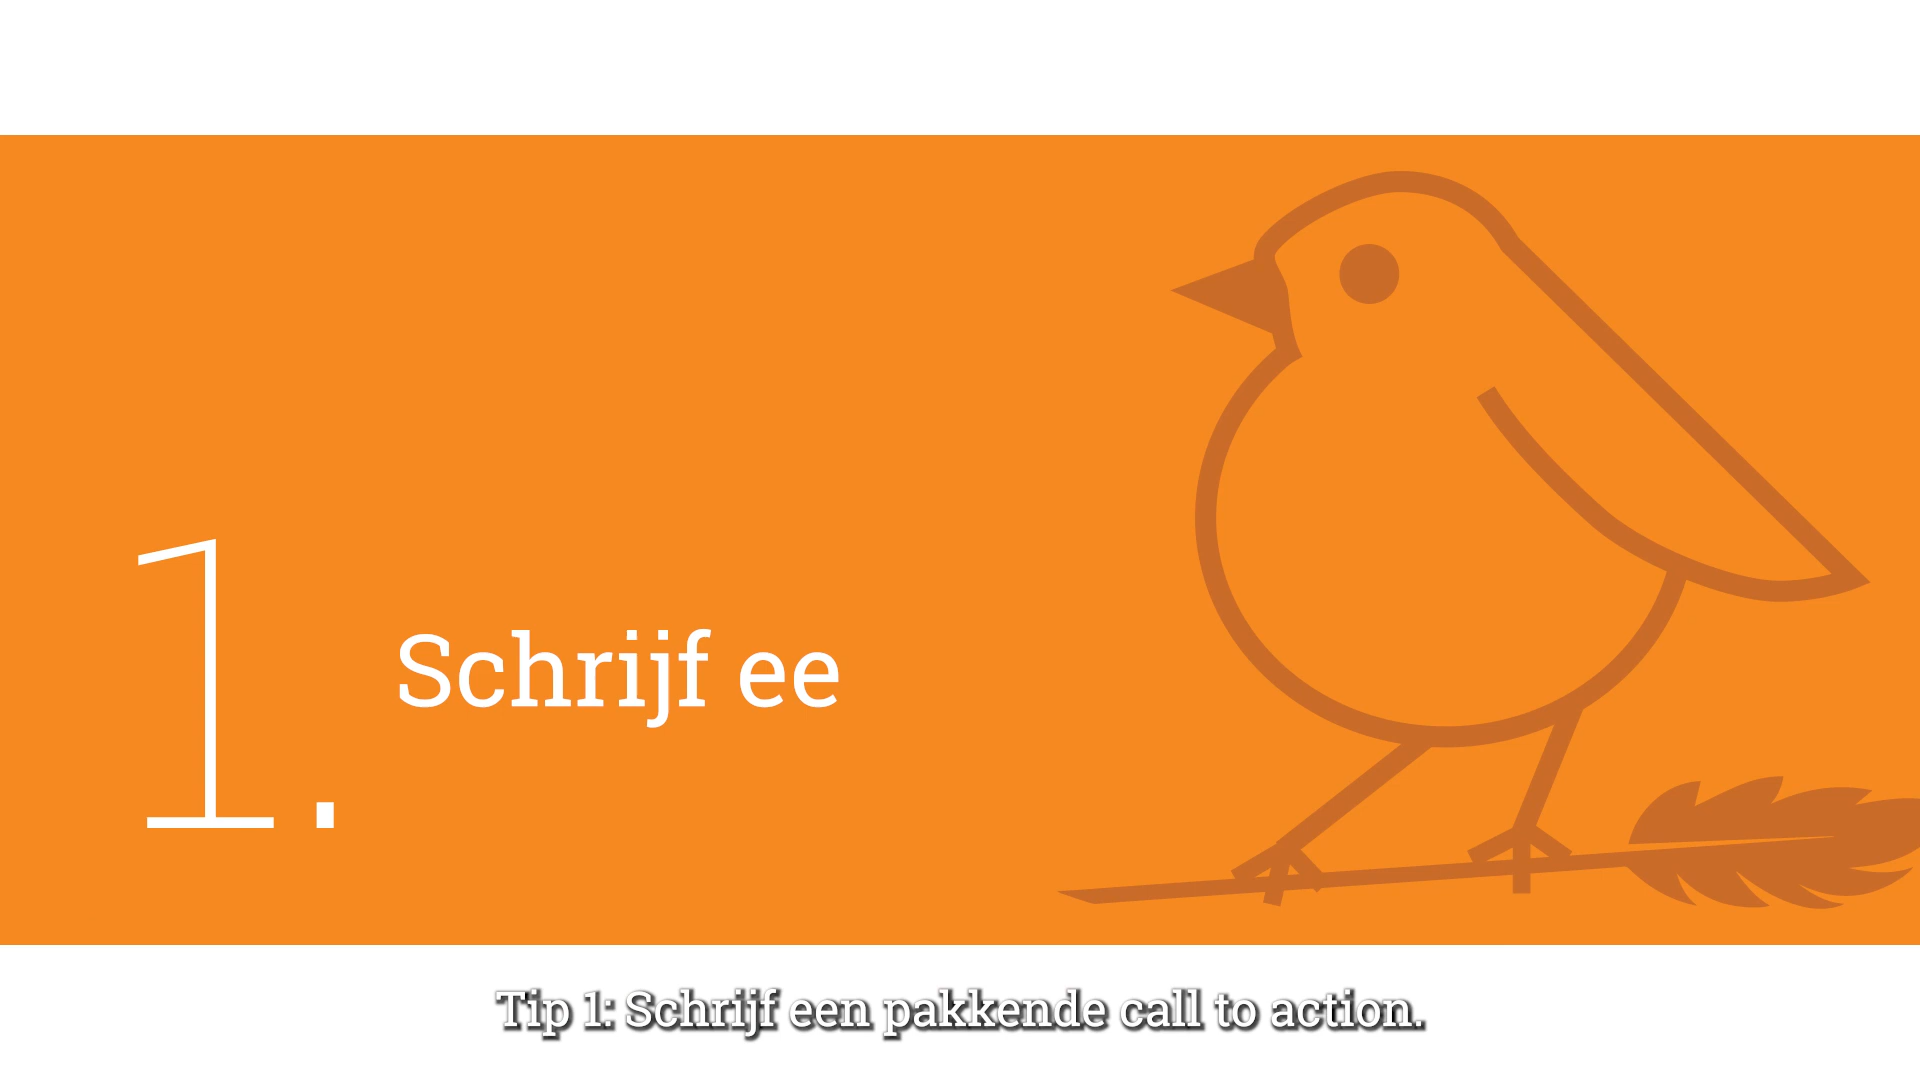 1.
Schrijf ee
Tip 1: Schrijf een pakkende call to action.